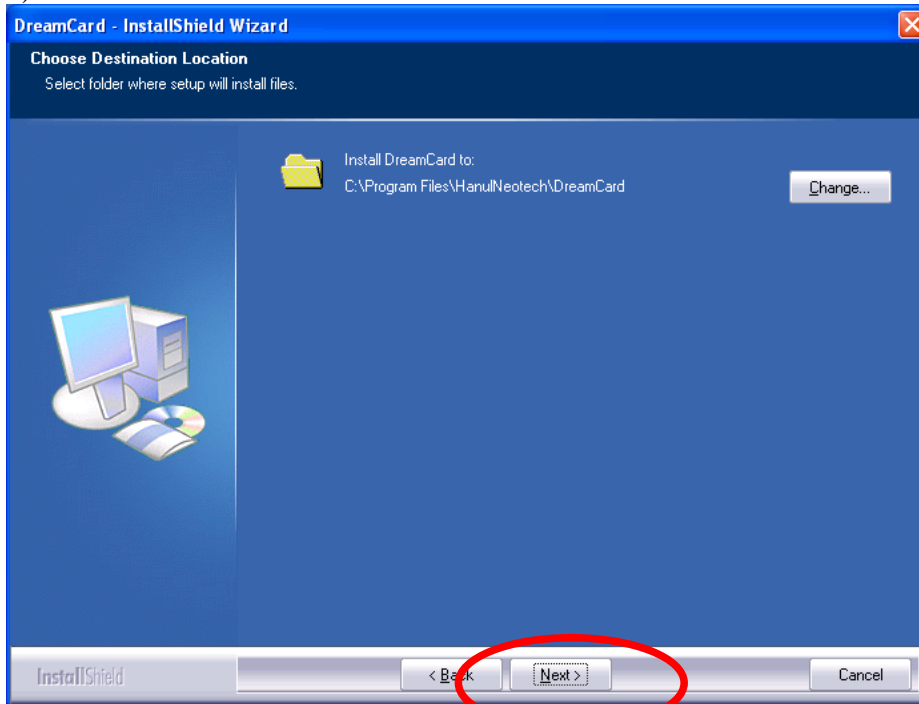 DreamCard - InstallShield Wizard
Choose Destination Location
Select folder where setup will install files.
Install DreamCard to:
C:\Program Files\HanulNeotech\DreamCard
Change...
InstallShield
< Back
Next >
Cancel